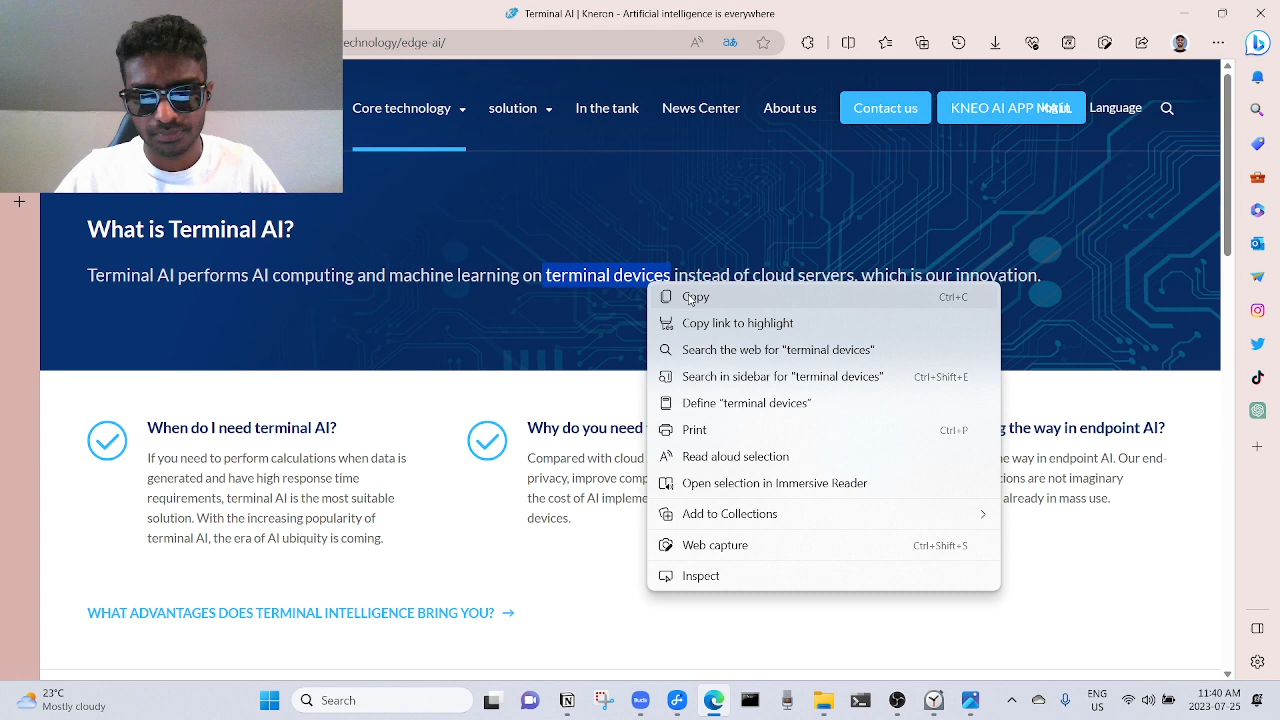 Terminal AI | Kneron - Artificial intelligence is everywhere
echnology/edge-ai/
Core technology
solution
In the tank
News Center
About us
Contact us
KNEO AI APP
Language
What is Terminal AI?
Terminal AI performs AI computing and machine learning on terminal devices instead of cloud servers, which is our innovation.
Copy Ctrl+C
Copy link to highlight
Search the web for “terminal devices”
Search in sidebar for “terminal devices” Ctrl+Shift+E
Define “terminal devices”
Print Ctrl+P
Read aloud selection
Open selection in Immersive Reader
Add to Collections
Web capture Ctrl+Shift+S
Inspect
When do I need terminal AI?
If you need to perform calculations when data is
generated and have high response time
requirements, terminal AI is the most suitable
solution. With the increasing popularity of
terminal AI, the era of AI ubiquity is coming.
Why do you need
Compared with cloud
privacy, improve comp
the cost of AI impleme
devices.
g the way in endpoint AI?
e way in endpoint AI. Our end-
tions are not imaginary
already in mass use.
WHAT ADVANTAGES DOES TERMINAL INTELLIGENCE BRING YOU? →
23°C
Mostly cloudy
Search
Buds
ENG
US
11:40 AM
2023-07-25